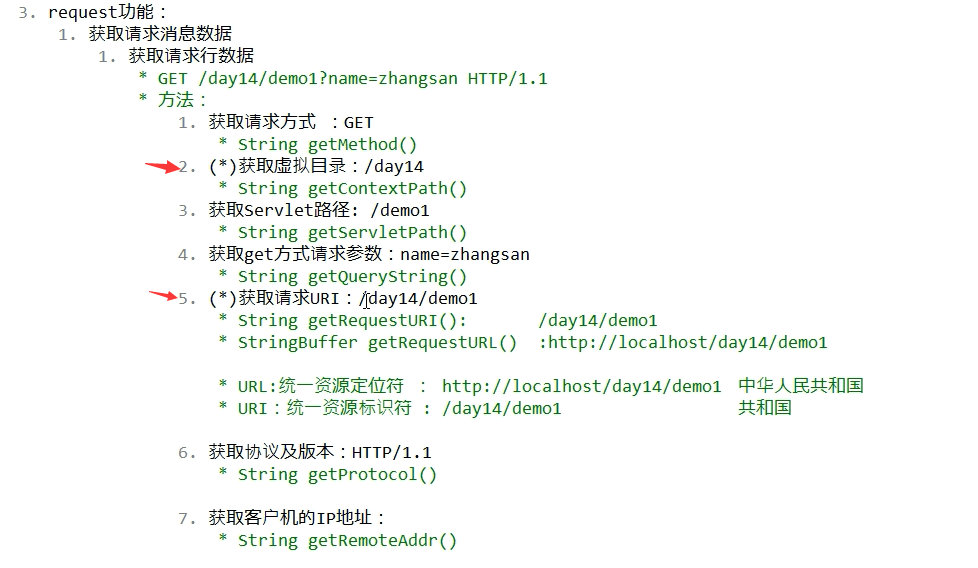 3. request功能：
1. 获取请求消息数据
1. 获取请求行数据
* GET /day14/demo1?name=zhangsan HTTP/1.1
* 方法：
1. 获取请求方式 ：GET
* String getMethod()
2. (*)获取虚拟目录：/day14
* String getContextPath()
3. 获取Servlet路径: /demo1
* String getServletPath()
4. 获取get方式请求参数：name=zhangsan
* String getQueryString()
5. (*)获取请求URI：/day14/demo1
* String getRequestURI(): /day14/demo1
* StringBuffer getRequestURL() :http://localhost/day14/demo1
* URL:统一资源定位符 ： http://localhost/day14/demo1 中华人民共和国
* URI：统一资源标识符 : /day14/demo1 共和国
6. 获取协议及版本：HTTP/1.1
* String getProtocol()
7. 获取客户机的IP地址：
* String getRemoteAddr()